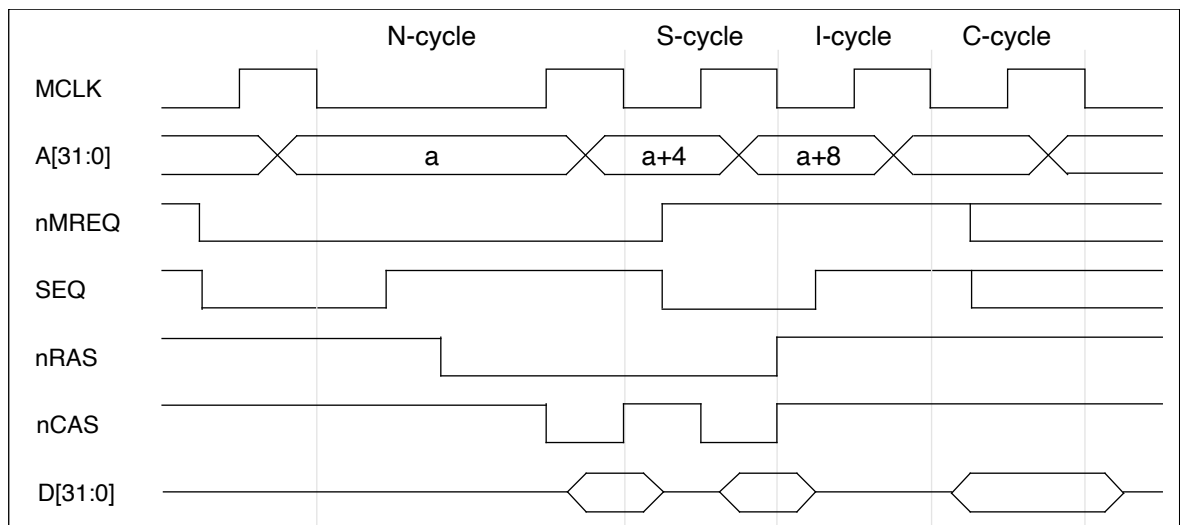 N-cycle S-cycle I-cycle C-cycle
MCLK
A[31:0] a a+4 a+8
nMREQ
SEQ
nRAS
nCAS
D[31:0]